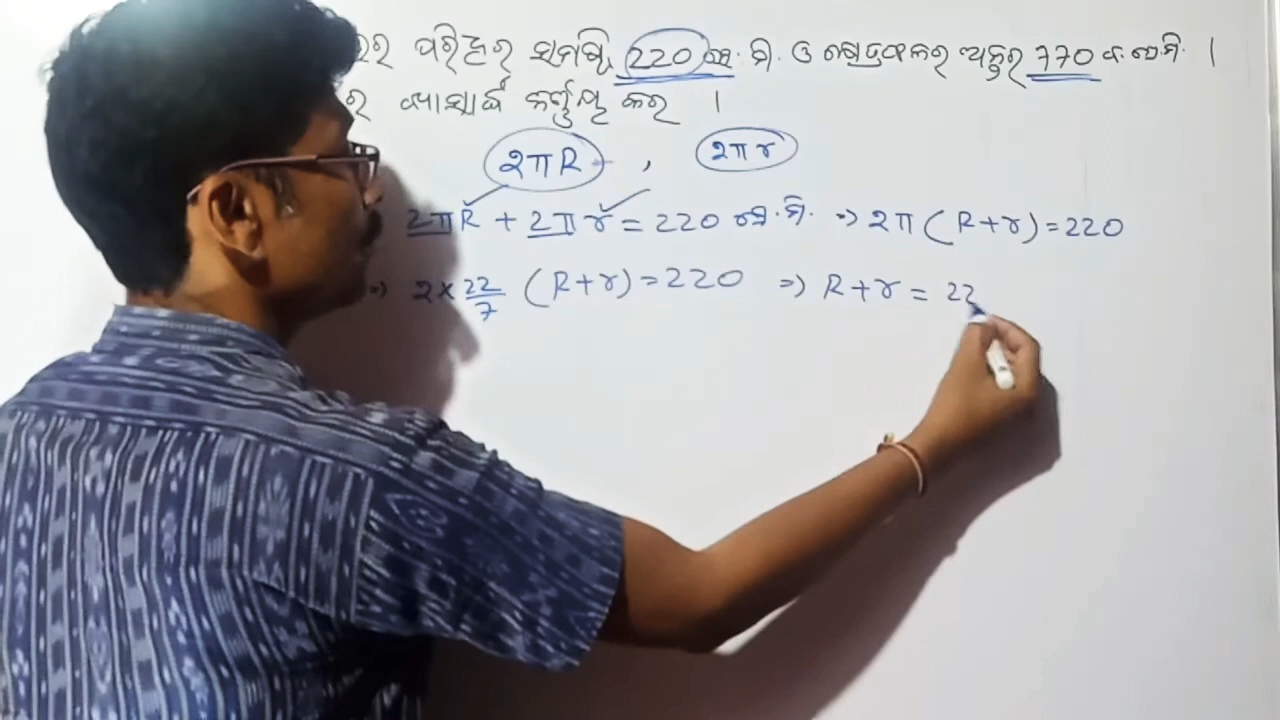 ପରିଧିର ସମଷ୍ଟି 220 ସେ.ମି. ଓ କ୍ଷେତ୍ରଫଳର ଅନ୍ତର 770 ବ.ସେମି. ।
ର ବ୍ୟାସାର୍ଦ୍ଧ ନିର୍ଣ୍ଣୟ କର ।
2πR , 2πr
2πR + 2πr = 220 ସେ.ମି. ⇒ 2π (R+r) = 220
⇒ 2 × 22/7 (R+r) = 220 ⇒ R+r = 22